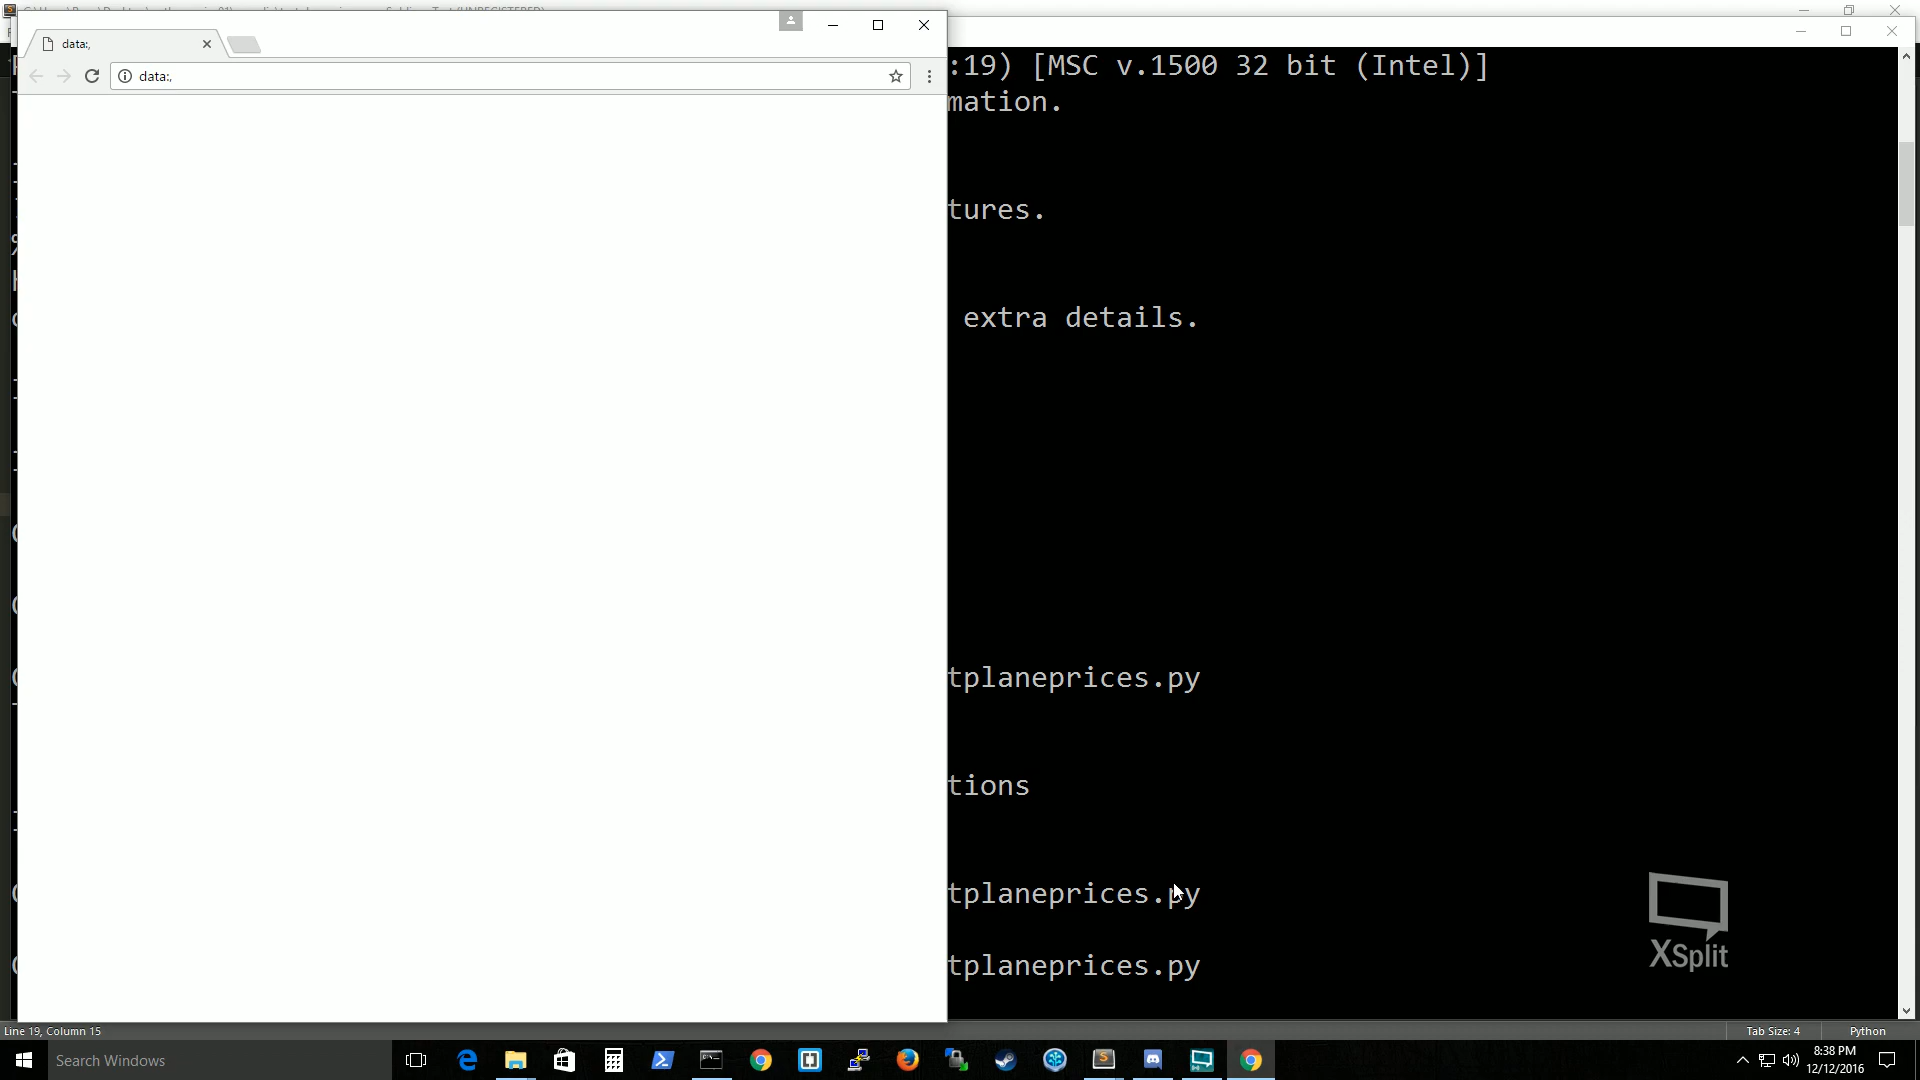 data:,
data:,
:19) [MSC v.1500 32 bit (Intel)]
mation.
tures.
extra details.
tplaneprices.py
tions
tplaneprices.py
tplaneprices.py
XSplit
Line 19, Column 15
Tab Size: 4
Python
Search Windows
8:38 PM
12/12/2016